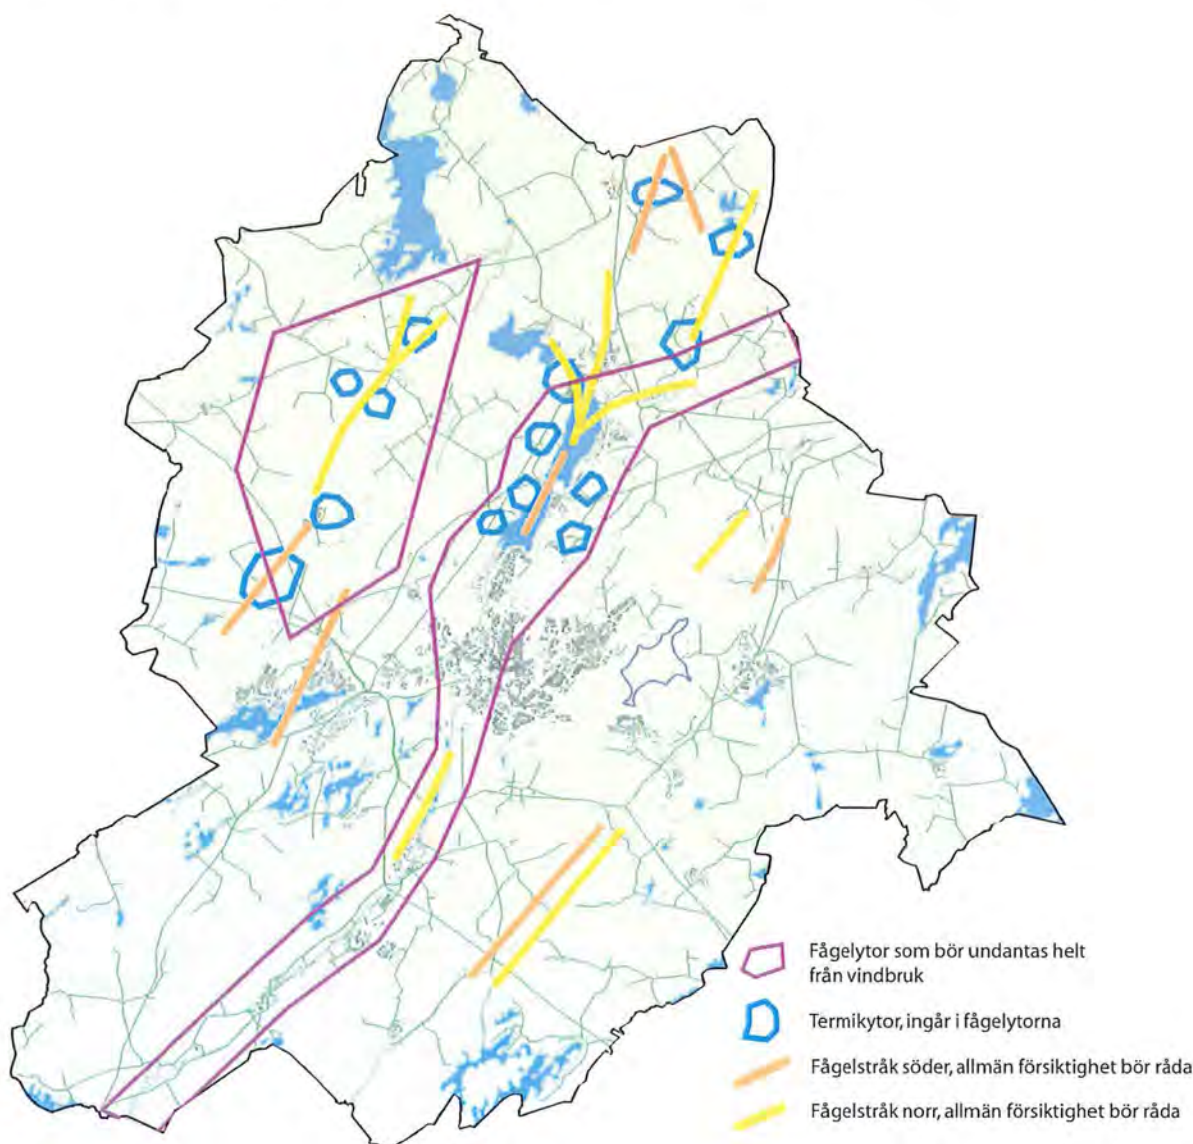 Fågelytor som bör undantas helt
från vindbruk
Termikytor, ingår i fågelytorna
Fågelstråk söder, allmän försiktighet bör råda
Fågelstråk norr, allmän försiktighet bör råda